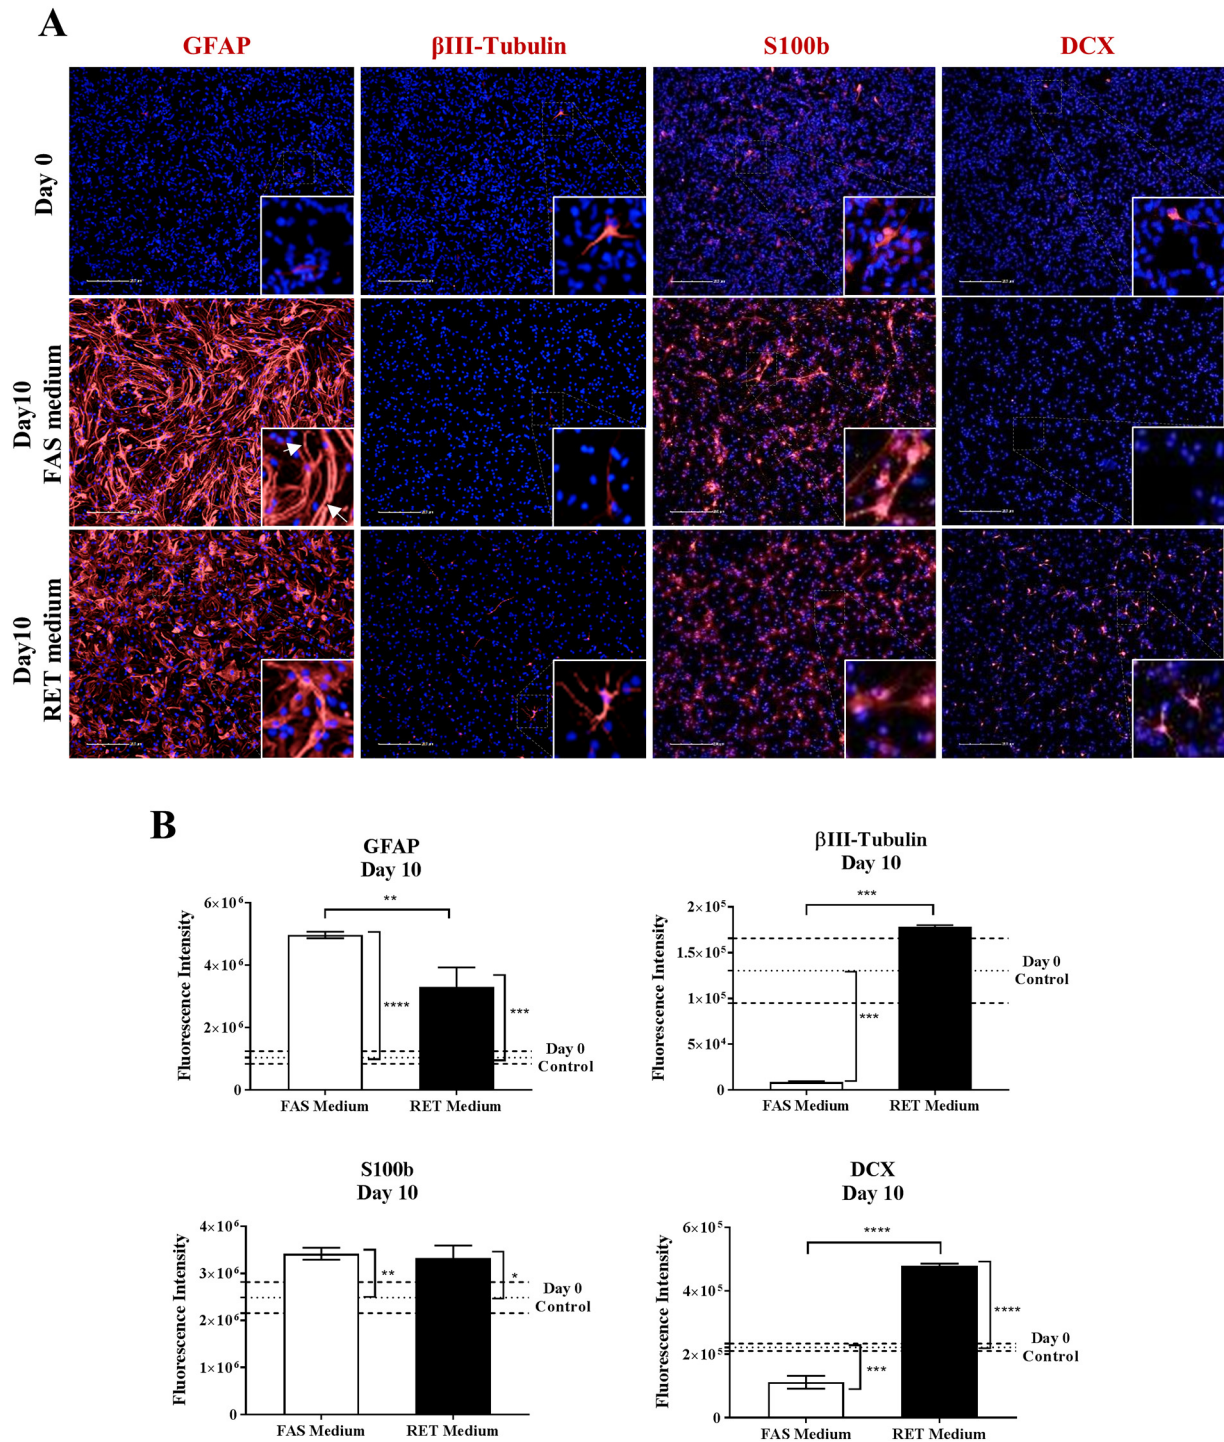 A
GFAP
βIII-Tubulin
S100b
DCX
Day 0
Day10
FAS medium
Day10
RET medium
B
GFAP
Day 10
Fluorescence Intensity
6×10⁶
4×10⁶
2×10⁶
0
**
****
***
Day 0
Control
FAS Medium
RET Medium
βIII-Tubulin
Day 10
Fluorescence Intensity
2×10⁵
1.5×10⁵
1×10⁵
5×10⁴
0
***
***
Day 0
Control
FAS Medium
RET Medium
S100b
Day 10
Fluorescence Intensity
4×10⁶
3×10⁶
2×10⁶
1×10⁶
0
**
*
Day 0
Control
FAS Medium
RET Medium
DCX
Day 10
Fluorescence Intensity
6×10⁵
4×10⁵
2×10⁵
0
****
***
****
Day 0
Control
FAS Medium
RET Medium